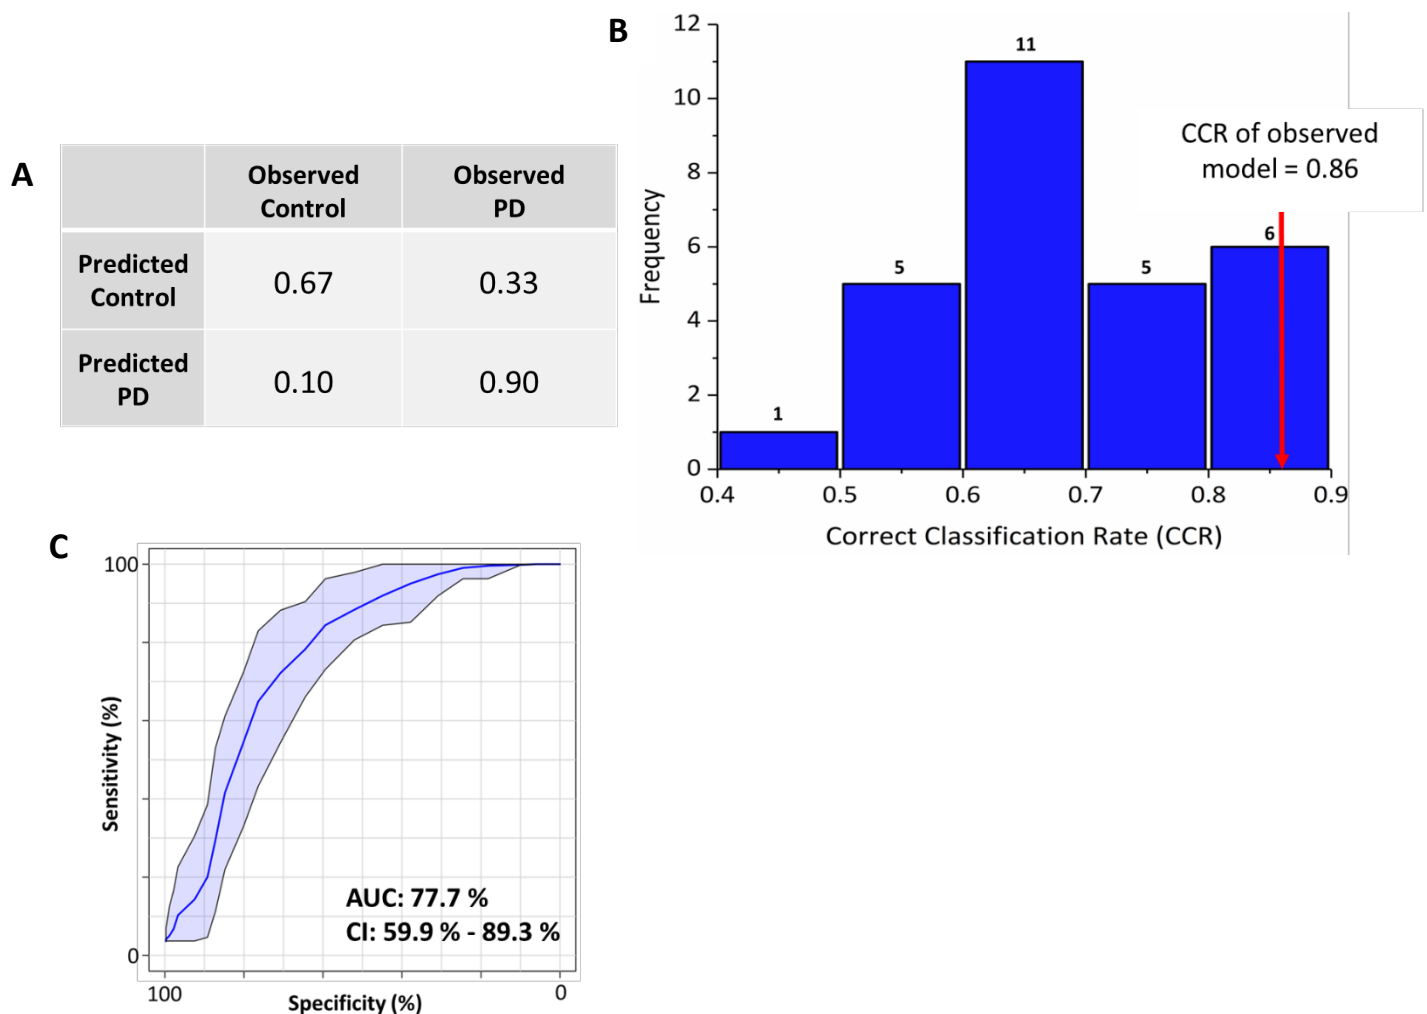 A
Observed Control
Observed PD
Predicted Control
0.67
0.33
Predicted PD
0.10
0.90
B
12
10
8
6
4
2
0
Frequency
1
5
11
5
6
CCR of observed
model = 0.86
0.4
0.5
0.6
0.7
0.8
0.9
Correct Classification Rate (CCR)
C
100
0
Sensitivity (%)
AUC: 77.7 %
CI: 59.9 % - 89.3 %
100
0
Specificity (%)